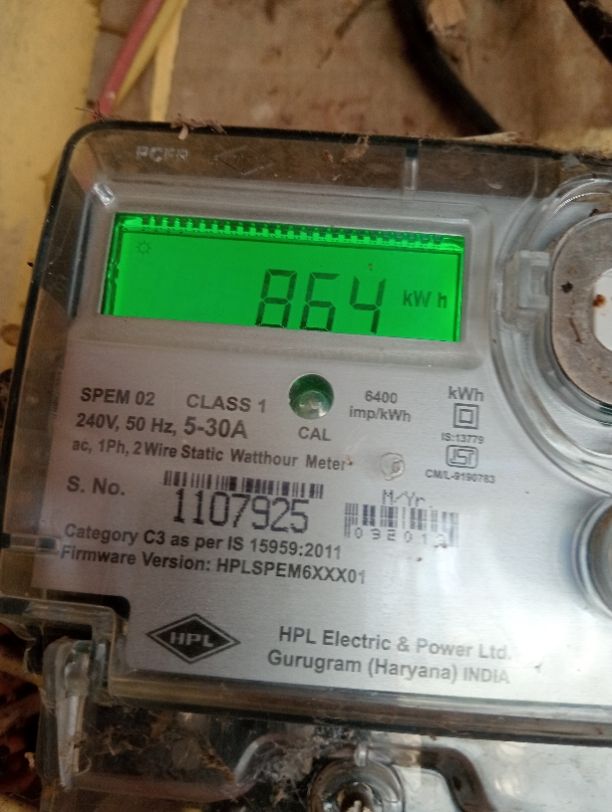 864 kWh
SPEM 02 CLASS 1 6400 imp/kWh kWh
240V, 50 Hz, 5-30A CAL IS:13779
ac, 1Ph, 2 Wire Static Watthour Meter
CM/L-9190763
S. No. 1107925 M/Yr.
Category C3 as per IS 15959:2011
Firmware Version: HPLSPEM6XXX01
HPL HPL Electric & Power Ltd.
Gurugram (Haryana) INDIA